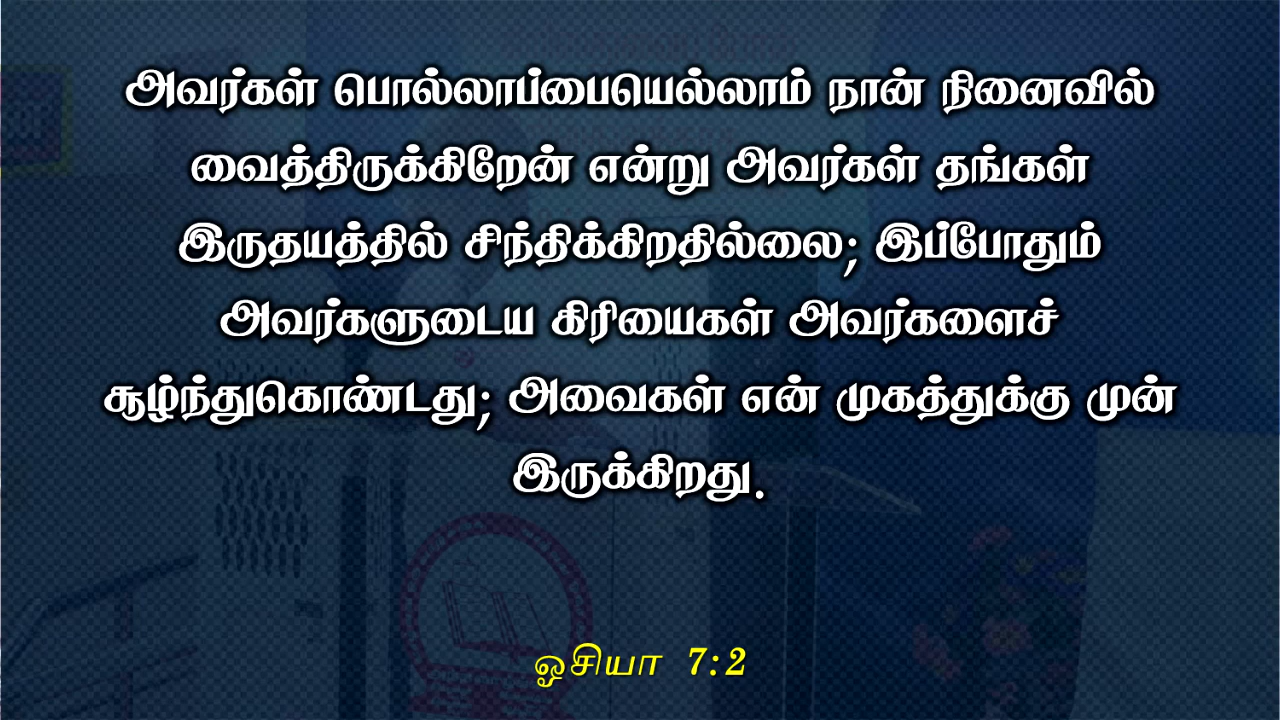 அவர்கள் பொல்லாப்பையெல்லாம் நான் நினைவில்
வைத்திருக்கிறேன் என்று அவர்கள் தங்கள்
இருதயத்தில் சிந்திக்கிறதில்லை; இப்போதும்
அவர்களுடைய கிரியைகள் அவர்களைச்
சூழ்ந்துகொண்டது; அவைகள் என் முகத்துக்கு முன்
இருக்கிறது.
ஓசியா 7:2